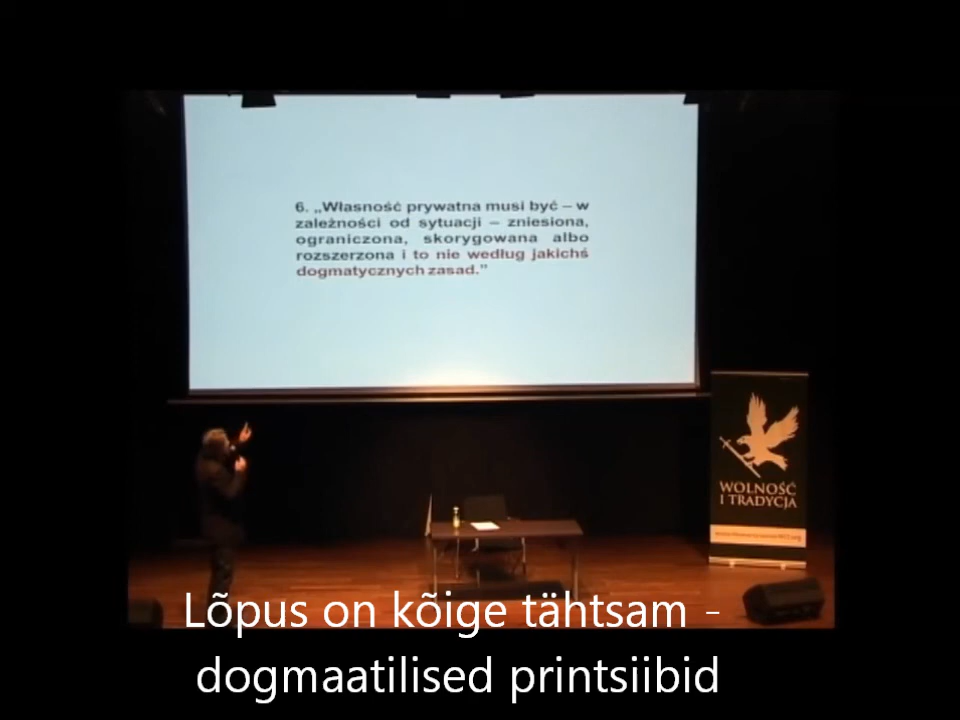 6. „Własność prywatna musi być – w
zależności od sytuacji – zniesiona,
ograniczona, skorygowana albo
rozszerzona i to nie według jakichś
dogmatycznych zasad.”
WOLNOŚĆ
I TRADYCJA
Lõpus on kõige tähtsam -
dogmaatilised printsiibid